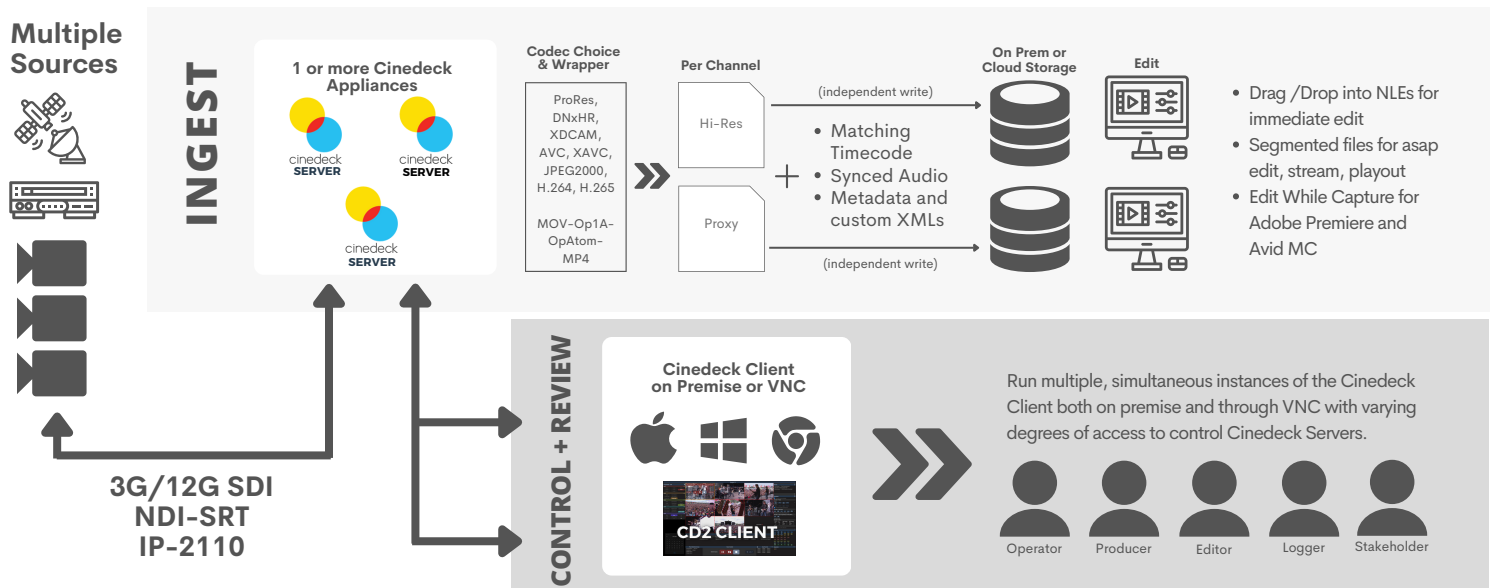 Multiple
Sources
INGEST
1 or more Cinedeck
Appliances
cinedeck
SERVER
cinedeck
SERVER
cinedeck
SERVER
Codec Choice
& Wrapper
ProRes,
DNxHR,
XDCAM,
AVC, XAVC,
JPEG2000,
H.264, H.265
MOV-Op1A-
OpAtom-
MP4
Per Channel
Hi-Res
Proxy
(independent write)
• Matching
Timecode
• Synced Audio
• Metadata and
custom XMLs
(independent write)
On Prem or
Cloud Storage
Edit
• Drag /Drop into NLEs for
immediate edit
• Segmented files for asap
edit, stream, playout
• Edit While Capture for
Adobe Premiere and
Avid MC
3G/12G SDI
NDI-SRT
IP-2110
CONTROL + REVIEW
Cinedeck Client
on Premise or VNC
CD2 CLIENT
Run multiple, simultaneous instances of the Cinedeck
Client both on premise and through VNC with varying
degrees of access to control Cinedeck Servers.
Operator
Producer
Editor
Logger
Stakeholder